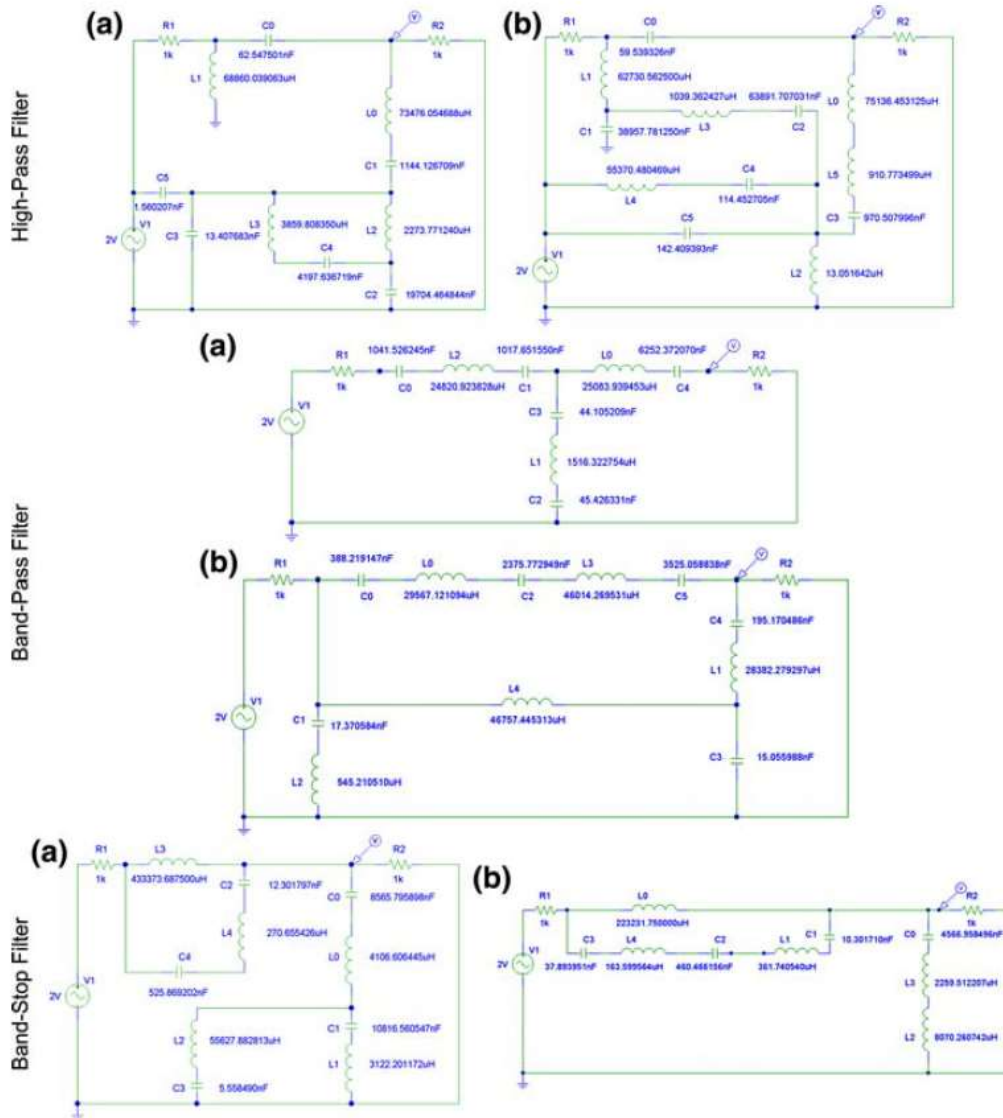 High-Pass Filter
(a)
R1
1k
C0
62.547501nF
V
R2
1k
L1
68860.039063uH
L0
73476.054688uH
C1
1144.126709nF
C5
1.560207nF
V1
2V
C3
13.407683nF
L3
3859.808350uH
C4
4197.636719nF
L2
2273.771240uH
C2
19704.464844nF
(b)
R1
1k
C0
59.539326nF
V
R2
1k
L1
62730.562500uH
1039.362427uH
L3
63891.707031nF
C2
C1
38957.781250nF
L0
75136.453125uH
55370.480469uH
L4
C4
114.452705nF
L5
910.773499uH
C5
142.409393nF
C3
970.507996nF
V1
2V
L2
13.051642uH
Band-Pass Filter
(a)
R1
1k
1041.526245nF
C0
L2
24820.923828uH
1017.651550nF
C1
L0
25083.939453uH
6252.372070nF
C4
V
R2
1k
V1
2V
C3
44.105209nF
L1
1516.322754uH
C2
45.426331nF
(b)
R1
1k
388.219147nF
C0
L0
29567.121094uH
2375.772949nF
C2
L3
46014.269531uH
3525.058838nF
C5
V
R2
1k
C4
195.170486nF
L1
28382.279297uH
L4
46757.445313uH
V1
2V
C1
17.370584nF
L2
545.210510uH
C3
15.055988nF
Band-Stop Filter
(a)
R1
1k
L3
433373.687500uH
V
R2
1k
C2
12.301797nF
L4
270.655426uH
C4
525.869202nF
C0
8565.795898nF
L0
4106.606445uH
V1
2V
L2
55627.882813uH
C3
5.558490nF
C1
10816.560547nF
L1
3122.201172uH
(b)
R1
1k
L0
223231.750000uH
V
R2
1k
C3
37.893951nF
L4
163.599564uH
C2
460.466156nF
L1
361.740540uH
C1
10.301710nF
C0
4566.958496nF
V1
2V
L3
2259.512207uH
L2
8070.260742uH